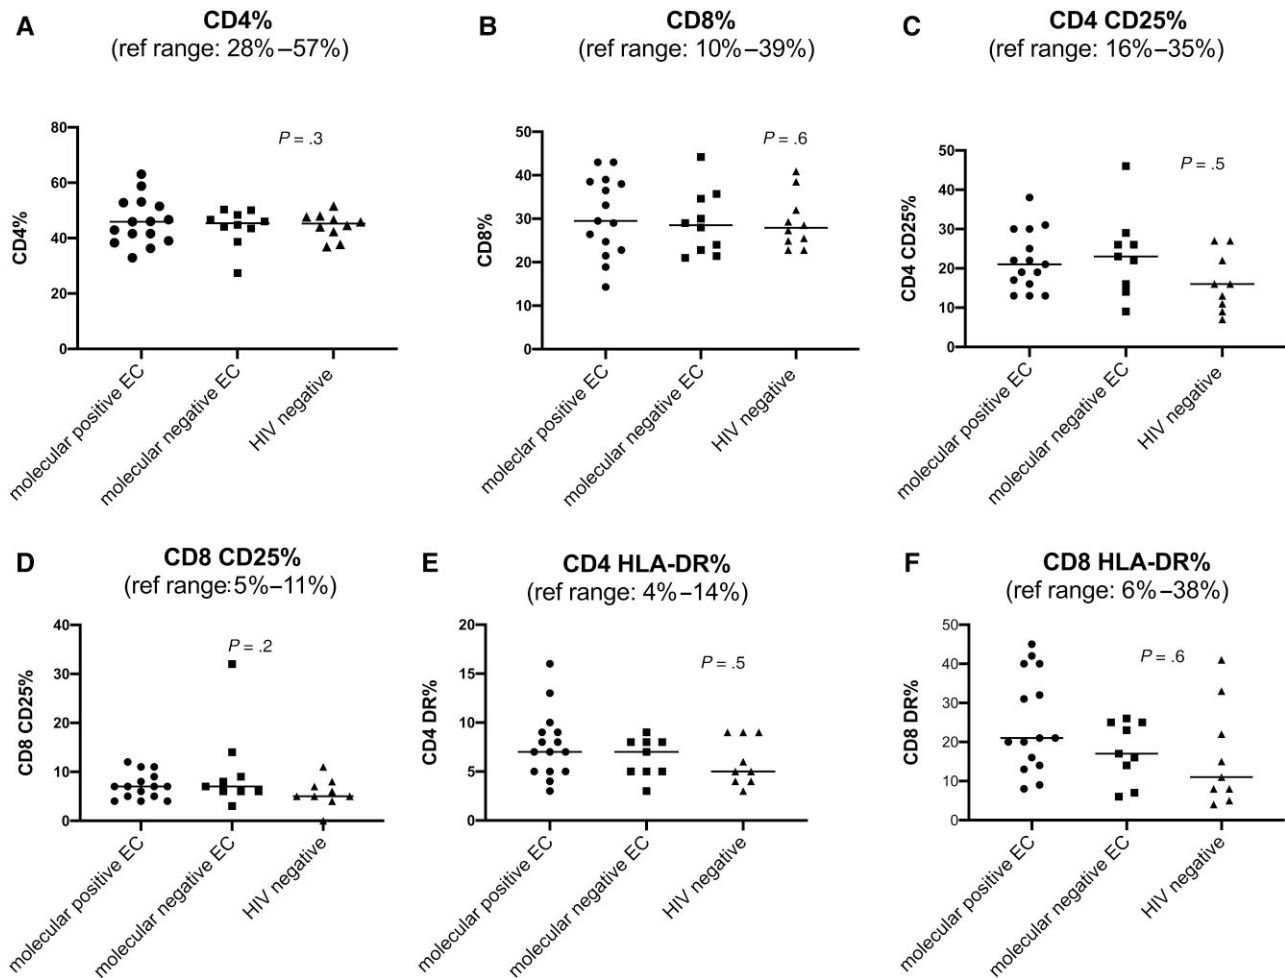 A
CD4%
(ref range: 28%–57%)
80
60
40
20
0
CD4%
P = .3
molecular positive EC
molecular negative EC
HIV negative
B
CD8%
(ref range: 10%–39%)
50
40
30
20
10
0
CD8%
P = .6
molecular positive EC
molecular negative EC
HIV negative
C
CD4 CD25%
(ref range: 16%–35%)
50
40
30
20
10
0
CD4 CD25%
P = .5
molecular positive EC
molecular negative EC
HIV negative
D
CD8 CD25%
(ref range:5%–11%)
40
30
20
10
0
CD8 CD25%
P = .2
molecular positive EC
molecular negative EC
HIV negative
E
CD4 HLA-DR%
(ref range: 4%–14%)
20
15
10
5
0
CD4 DR%
P = .5
molecular positive EC
molecular negative EC
HIV negative
F
CD8 HLA-DR%
(ref range: 6%–38%)
50
40
30
20
10
0
CD8 DR%
P = .6
molecular positive EC
molecular negative EC
HIV negative